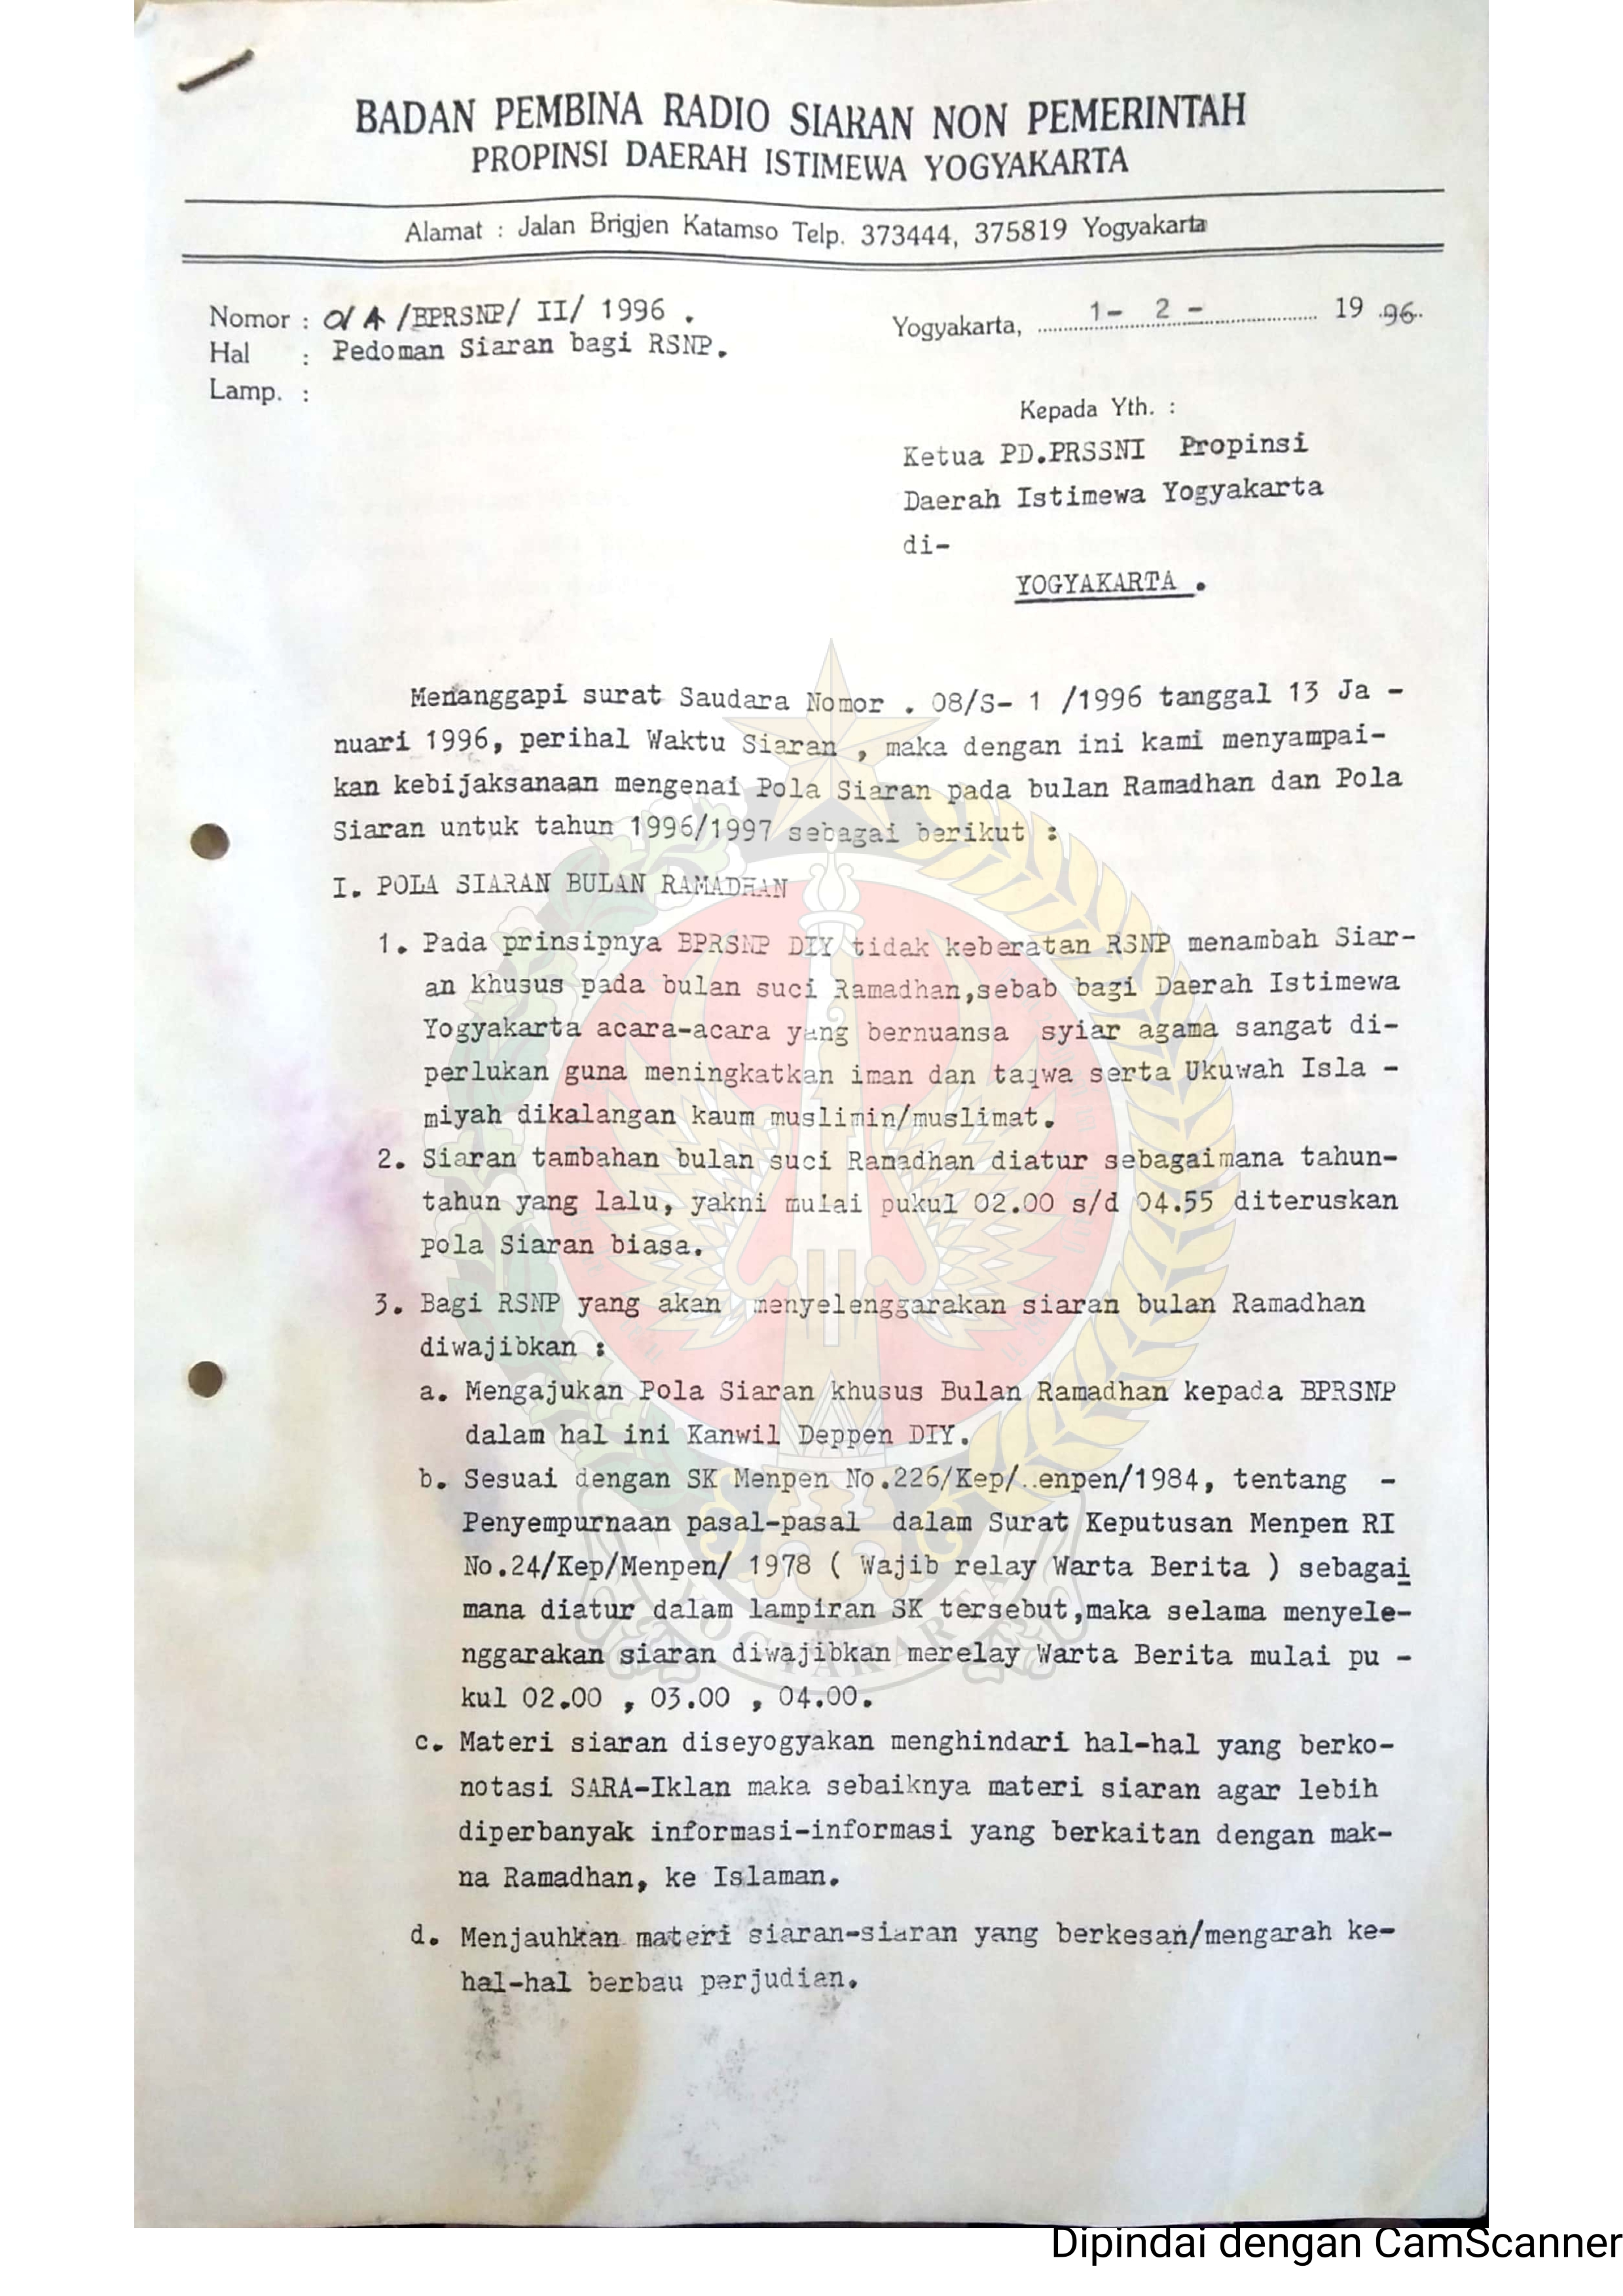 BADAN PEMBINA RADIO SIARAN NON PEMERINTAH
PROPINSI DAERAH ISTIMEWA YOGYAKARTA
Alamat : Jalan Brigjen Katamso Telp. 373444, 375819 Yogyakarta
Nomor : /BPRSNP/ II/ 1996 .
Yogyakarta, 1- 2 - 19 96.
Hal : Pedoman Siaran bagi RSNP.
Lamp. :
Kepada Yth. :
Ketua PD.PRSSNI Propinsi
Daerah Istimewa Yogyakarta
di-
YOGYAKARTA .
Menanggapi surat Saudara Nomor . 08/S- 1 /1996 tanggal 13 Ja -
nuari 1996, perihal Waktu Siaran , maka dengan ini kami menyampai-
kan kebijaksanaan mengenai Pola Siaran pada bulan Ramadhan dan Pola
Siaran untuk tahun 1996/1997 sebagai berikut :
I. POLA SIARAN BULAN RAMADHAN
1. Pada prinsipnya BPRSNP DIY tidak keberatan RSNP menambah Siar-
an khusus pada bulan suci Ramadhan,sebab bagi Daerah Istimewa
Yogyakarta acara-acara yang bernuansa syiar agama sangat di-
perlukan guna meningkatkan iman dan taqwa serta Ukuwah Isla -
miyah dikalangan kaum muslimin/muslimat.
2. Siaran tambahan bulan suci Ramadhan diatur sebagaimana tahun-
tahun yang lalu, yakni mulai pukul 02.00 s/d 04.55 diteruskan
pola Siaran biasa.
3. Bagi RSNP yang akan menyelenggarakan siaran bulan Ramadhan
diwajibkan :
a. Mengajukan Pola Siaran khusus Bulan Ramadhan kepada BPRSNP
dalam hal ini Kanwil Deppen DIY.
b. Sesuai dengan SK Menpen No.226/Kep/..enpen/1984, tentang -
Penyempurnaan pasal-pasal dalam Surat Keputusan Menpen RI
No.24/Kep/Menpen/ 1978 ( Wajib relay Warta Berita ) sebagai
mana diatur dalam lampiran SK tersebut,maka selama menyele-
nggarakan siaran diwajibkan merelay Warta Berita mulai pu -
kul 02.00 , 03.00 , 04.00.
c. Materi siaran diseyogyakan menghindari hal-hal yang berko-
notasi SARA-Iklan maka sebaiknya materi siaran agar lebih
diperbanyak informasi-informasi yang berkaitan dengan mak-
na Ramadhan, ke Islaman.
d. Menjauhkan materi siaran-siaran yang berkesan/mengarah ke-
hal-hal berbau perjudian.
YOGYAKARTA
Dipindai dengan CamScanner